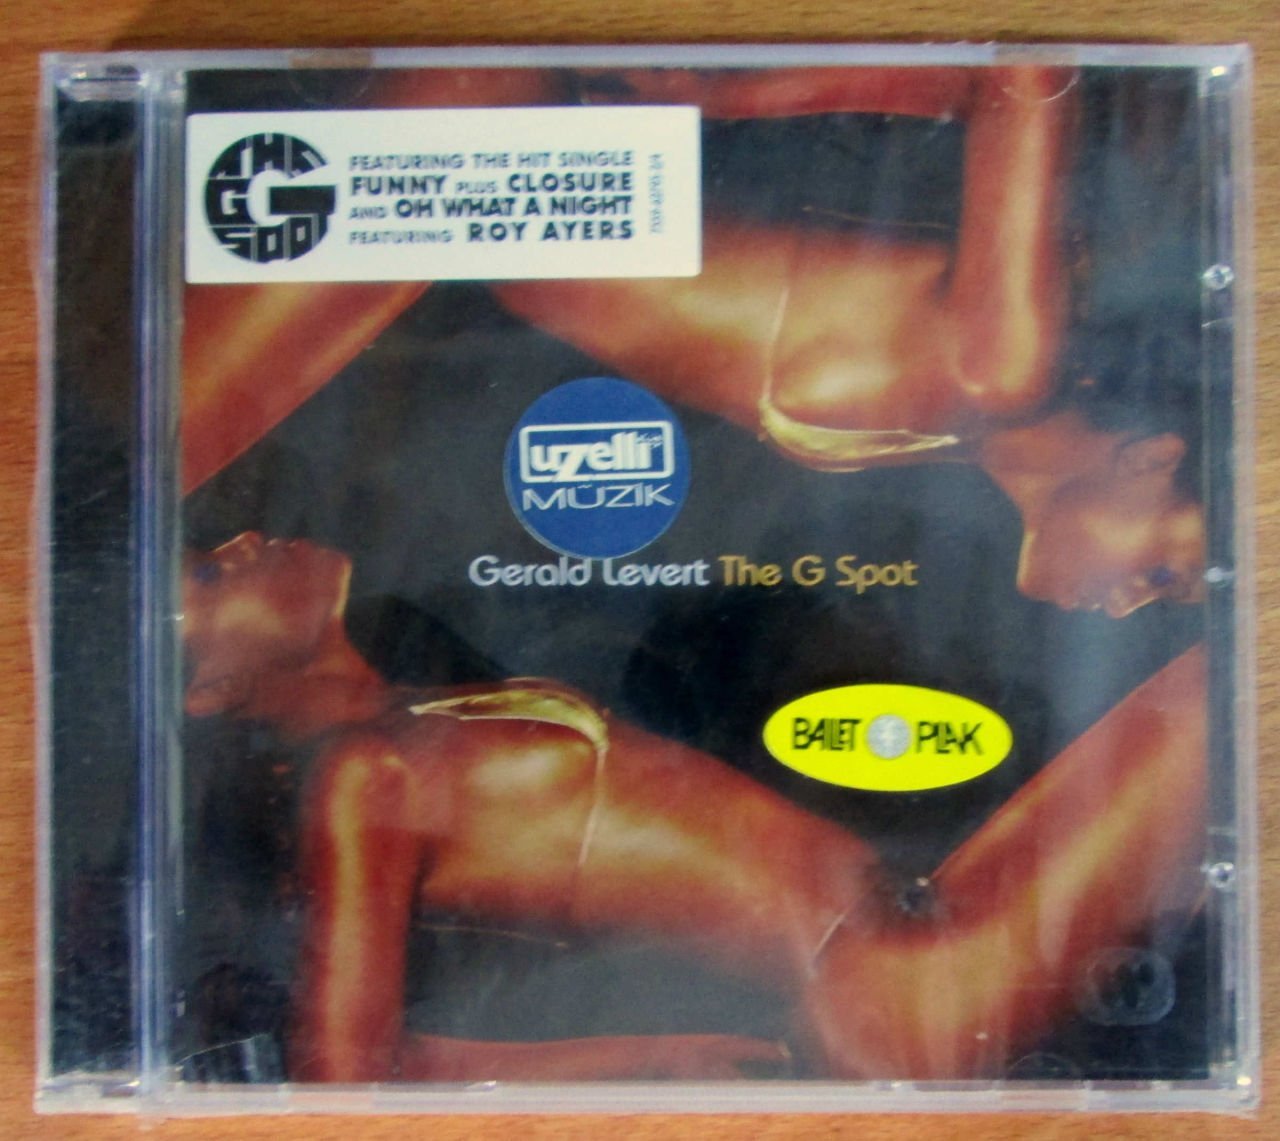 THE
G
SPOT
FEATURING THE HIT SINGLE
FUNNY PLUS CLOSURE
AND OH WHAT A NIGHT
FEATURING ROY AYERS
uzelli
MÜZİK
Gerald Levert The G Spot
BALET PLAK